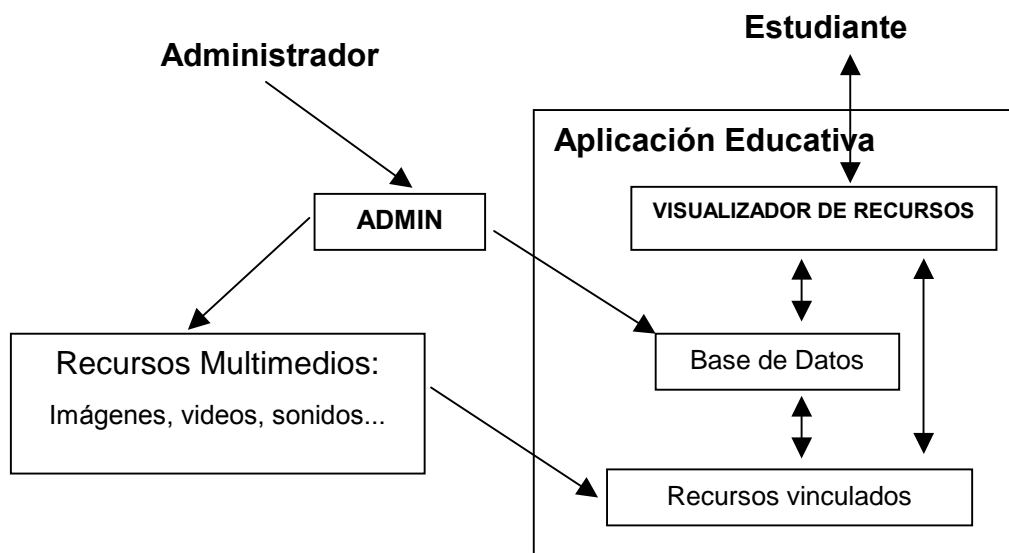 Estudiante
Administrador
Aplicación Educativa
ADMIN
VISUALIZADOR DE RECURSOS
Recursos Multimedios:
Imágenes, videos, sonidos...
Base de Datos
Recursos vinculados